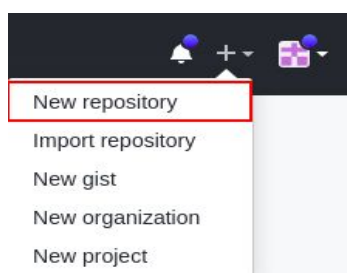 New repository
Import repository
New gist
New organization
New project